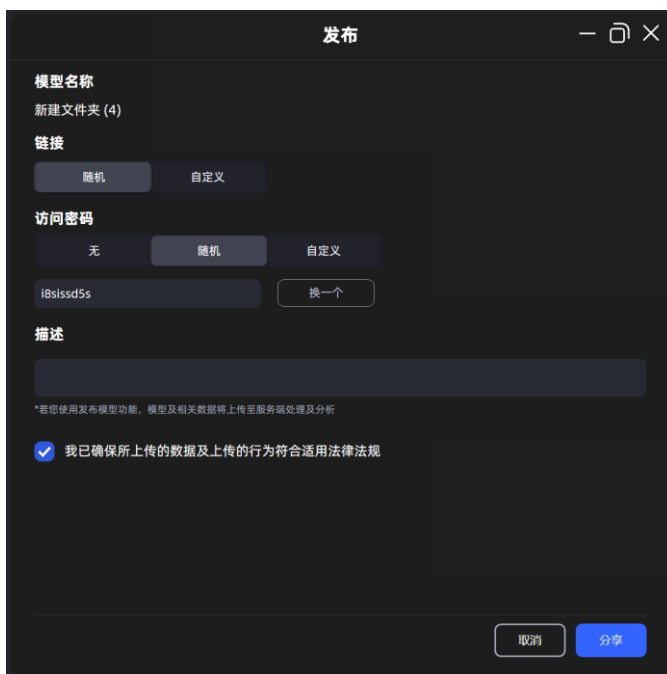 发布
模型名称
新建文件夹 (4)
链接
随机 自定义
访问密码
无 随机 自定义
i8sissd5s 换一个
描述
*若您使用发布模型功能，模型及相关数据将上传至服务端处理及分析
我已确保所上传的数据及上传的行为符合适用法律法规
取消 分享